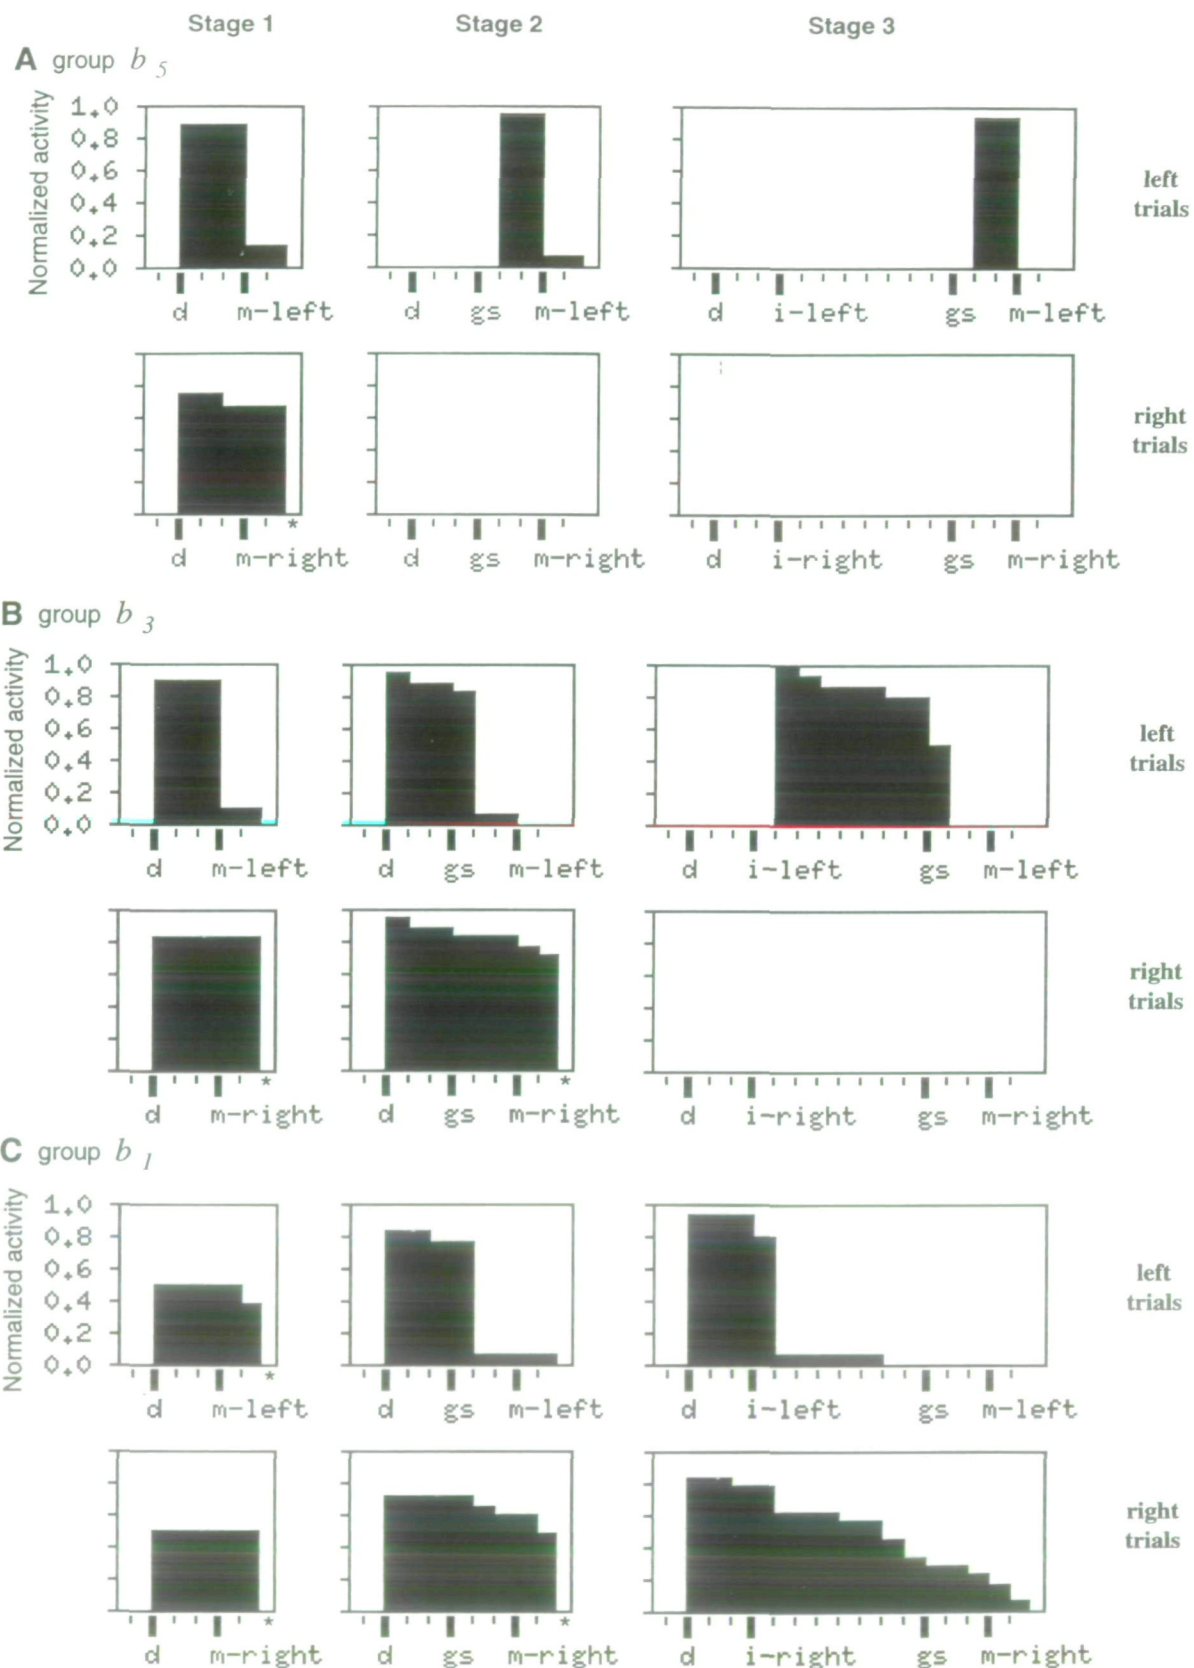 Stage 1 Stage 2 Stage 3
A group b 5
Normalized activity
1.0
0.8
0.6
0.4
0.2
0.0
d m-left
d gs m-left
d i-left gs m-left
left
trials
*
d m-right
d gs m-right
d i-right gs m-right
right
trials
B group b 3
Normalized activity
1.0
0.8
0.6
0.4
0.2
0.0
d m-left
d gs m-left
d i-left gs m-left
left
trials
* *
d m-right
d gs m-right
d i-right gs m-right
right
trials
C group b 1
Normalized activity
1.0
0.8
0.6
0.4
0.2
0.0
*
d m-left
d gs m-left
d i-left gs m-left
left
trials
* *
d m-right
d gs m-right
d i-right gs m-right
right
trials